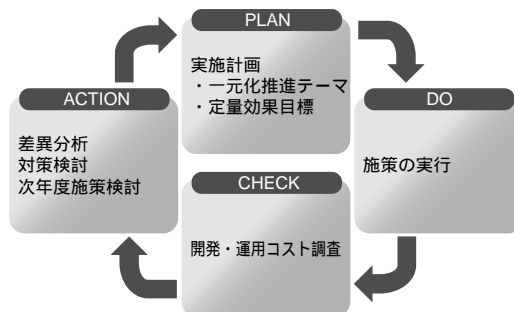 PLAN
実施計画
・一元化推進テーマ
・定量効果目標
DO
施策の実行
CHECK
開発・運用コスト調査
ACTION
差異分析
対策検討
次年度施策検討